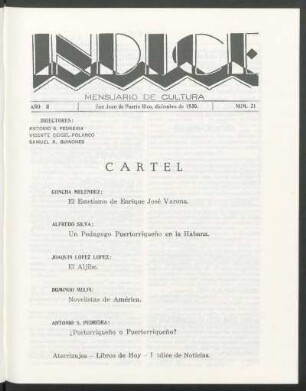 INDICE
MENSUARIO DE CULTURA
AÑO II
San Juan de Puerto Rico, diciembre de 1930.
NUM. 21
DIRECTORES:
ANTONIO S. PEDREIRA
VICENTE GEIGEL-POLANCO
SAMUEL R. QUIÑONES
CARTEL
CONCHA MELENDEZ:
El Esteticismo de Enrique José Varona.
ALFREDO SILVA:
Un Pedagogo Puertorriqueño en la Habana.
JOAQUIN LOPEZ LOPEZ:
El Aljibe.
DOMINGO MELFI:
Novelistas de América.
ANTONIO S. PEDREIRA:
¿Portorriqueño o Puertorriqueño?
Aterrizajes — Libros de Hoy — Indice de Noticias.